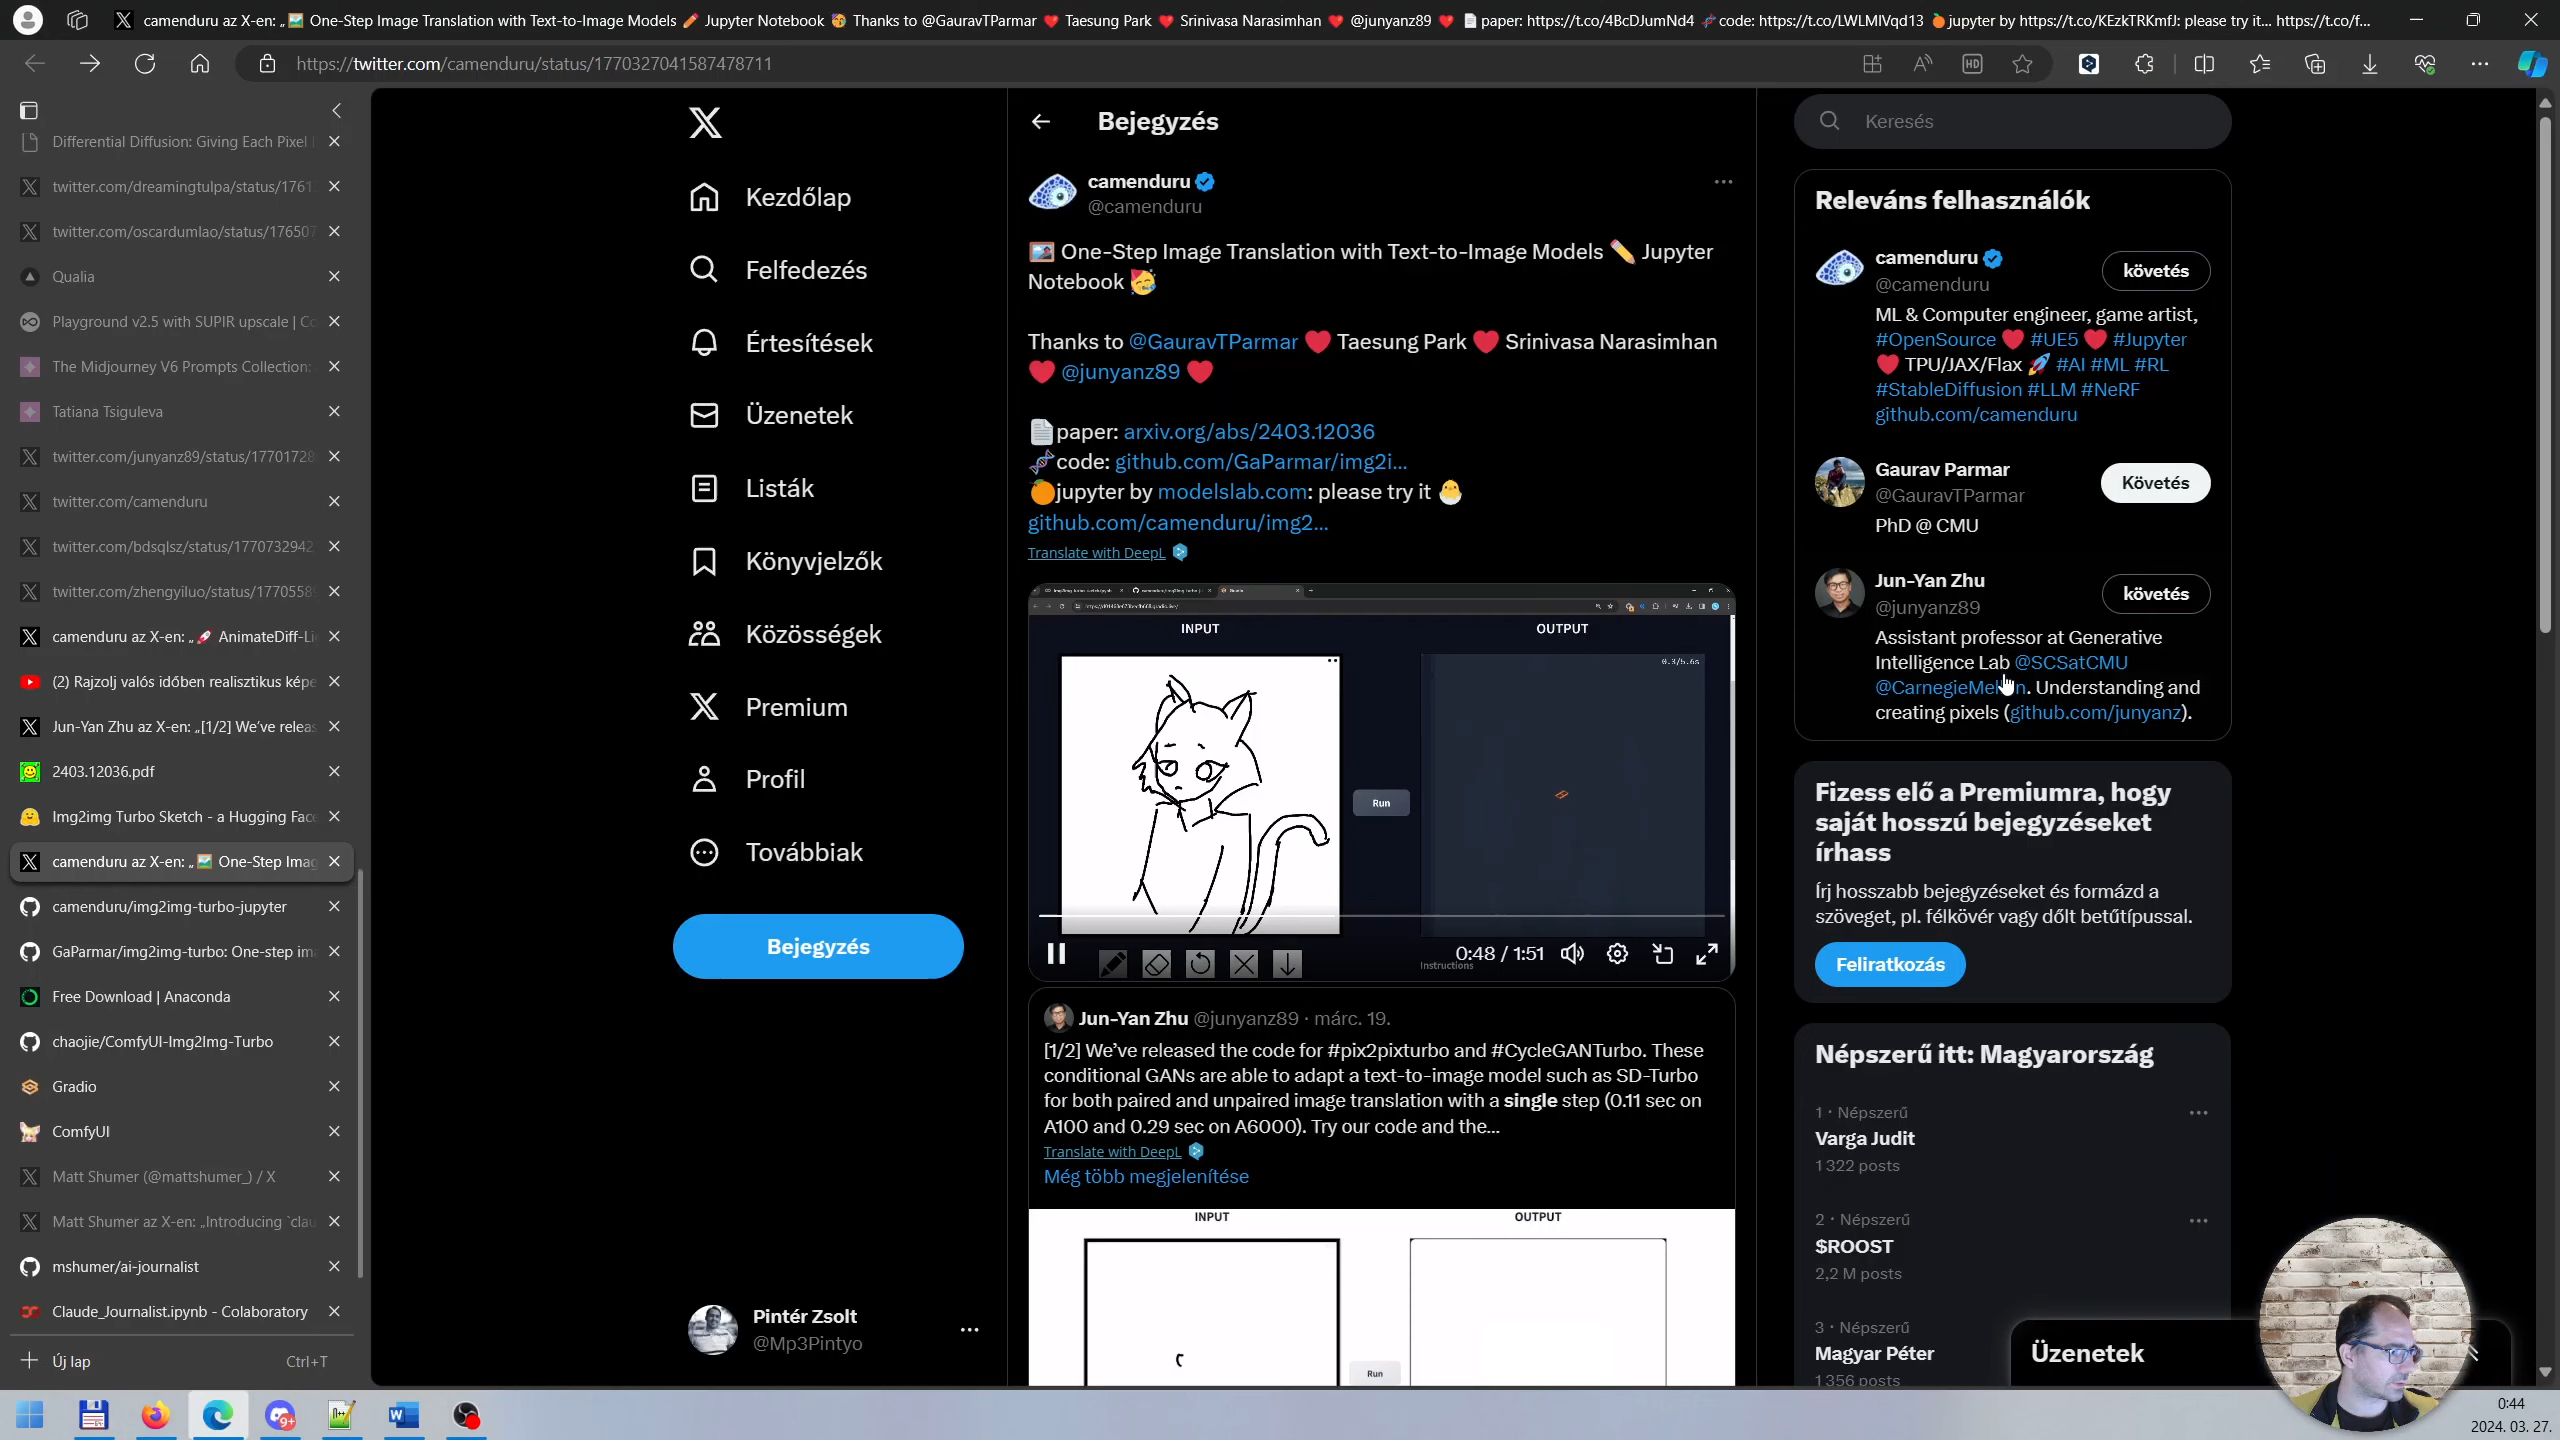 camenduru az X-en: „🖼️ One-Step Image Translation with Text-to-Image Models ✏️ Jupyter Notebook 🥳 Thanks to @GauravTParmar ❤️ Taesung Park ❤️ Srinivasa Narasimhan ❤️ @junyanz89 ❤️ 📄paper: https://t.co/4BcDJumNd4 🧬code: https://t.co/LWLMIVqd13 🍊jupyter by https://t.co/KEzkTRKmfJ: please try it... https://t.co/f...
https://twitter.com/camenduru/status/1770327041587478711
Differential Diffusion: Giving Each Pixel
twitter.com/dreamingtulpa/status/1761
twitter.com/oscardumlao/status/176507
Qualia
Playground v2.5 with SUPIR upscale | Co
The Midjourney V6 Prompts Collection:
Tatiana Tsiguleva
twitter.com/junyanz89/status/17701728
twitter.com/camenduru
twitter.com/bdsqlsz/status/1770732942
twitter.com/zhengyiluo/status/1770558
camenduru az X-en: „🚀 AnimateDiff-Li
(2) Rajzolj valós időben realisztikus képe
Jun-Yan Zhu az X-en: „[1/2] We've relea
2403.12036.pdf
Img2img Turbo Sketch - a Hugging Face
camenduru az X-en: „🖼️ One-Step Imag
camenduru/img2img-turbo-jupyter
GaParmar/img2img-turbo: One-step im
Free Download | Anaconda
chaojie/ComfyUI-Img2Img-Turbo
Gradio
ComfyUI
Matt Shumer (@mattshumer_) / X
Matt Shumer az X-en: „Introducing `clau
mshumer/ai-journalist
Claude_Journalist.ipynb - Colaboratory
Új lap Ctrl+T
Kezdőlap
Felfedezés
Értesítések
Üzenetek
Listák
Könyvjelzők
Közösségek
Premium
Profil
Továbbiak
Bejegyzés
Pintér Zsolt
@Mp3Pintyo
Bejegyzés
camenduru
@camenduru
🖼️ One-Step Image Translation with Text-to-Image Models ✏️ Jupyter
Notebook 🥳
Thanks to @GauravTParmar ❤️ Taesung Park ❤️ Srinivasa Narasimhan
❤️ @junyanz89 ❤️
📄paper: arxiv.org/abs/2403.12036
🧬code: github.com/GaParmar/img2i...
🍊jupyter by modelslab.com: please try it 🐣
github.com/camenduru/img2...
Translate with DeepL
Gradio
INPUT OUTPUT
0.3/5.6s
Run
0:48 / 1:51
Instructions
Jun-Yan Zhu @junyanz89 · márc. 19.
[1/2] We've released the code for #pix2pixturbo and #CycleGANTurbo. These
conditional GANs are able to adapt a text-to-image model such as SD-Turbo
for both paired and unpaired image translation with a single step (0.11 sec on
A100 and 0.29 sec on A6000). Try our code and the...
Translate with DeepL
Még több megjelenítése
INPUT OUTPUT
Run
Keresés
Releváns felhasználók
camenduru
@camenduru
követés
ML & Computer engineer, game artist,
#OpenSource ❤️ #UE5 ❤️ #Jupyter
❤️ TPU/JAX/Flax 🚀 #AI #ML #RL
#StableDiffusion #LLM #NeRF
github.com/camenduru
Gaurav Parmar
@GauravTParmar
Követés
PhD @ CMU
Jun-Yan Zhu
@junyanz89
követés
Assistant professor at Generative
Intelligence Lab @SCSatCMU
. Understanding and
creating pixels (github.com/junyanz).
Fizess elő a Premiumra, hogy
saját hosszú bejegyzéseket
írhass
Írj hosszabb bejegyzéseket és formázd a
szöveget, pl. félkövér vagy dőlt betűtípussal.
Feliratkozás
Népszerű itt: Magyarország
1 · Népszerű
Varga Judit
1 322 posts
2 · Népszerű
$ROOST
2,2 M posts
3 · Népszerű
Magyar Péter
1 356 posts
Üzenetek
9+
0:44
2024. 03. 27.